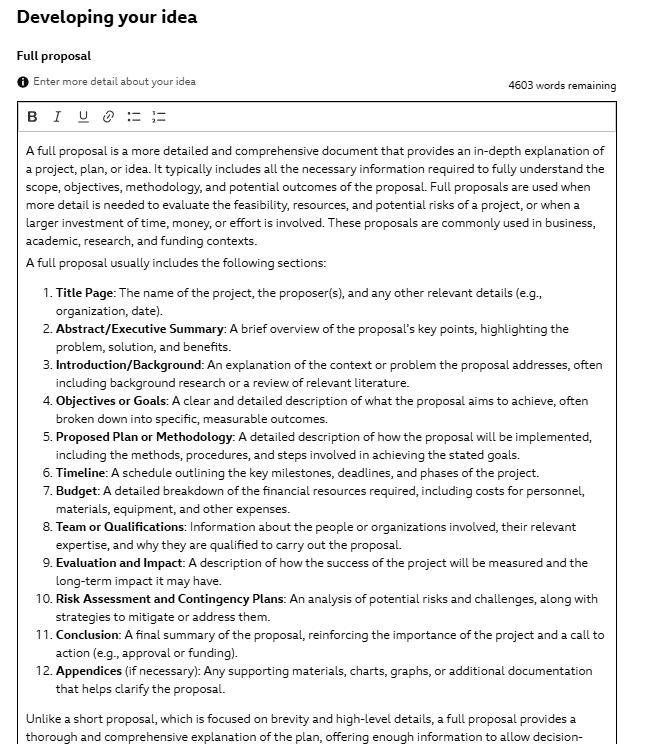 Developing your idea
Full proposal
Enter more detail about your idea
4603 words remaining
B I U
A full proposal is a more detailed and comprehensive document that provides an in-depth explanation of
a project, plan, or idea. It typically includes all the necessary information required to fully understand the
scope, objectives, methodology, and potential outcomes of the proposal. Full proposals are used when
more detail is needed to evaluate the feasibility, resources, and potential risks of a project, or when a
larger investment of time, money, or effort is involved. These proposals are commonly used in business,
academic, research, and funding contexts.
A full proposal usually includes the following sections:
1. Title Page: The name of the project, the proposer(s), and any other relevant details (e.g.,
organization, date).
2. Abstract/Executive Summary: A brief overview of the proposal's key points, highlighting the
problem, solution, and benefits.
3. Introduction/Background: An explanation of the context or problem the proposal addresses, often
including background research or a review of relevant literature.
4. Objectives or Goals: A clear and detailed description of what the proposal aims to achieve, often
broken down into specific, measurable outcomes.
5. Proposed Plan or Methodology: A detailed description of how the proposal will be implemented,
including the methods, procedures, and steps involved in achieving the stated goals.
6. Timeline: A schedule outlining the key milestones, deadlines, and phases of the project.
7. Budget: A detailed breakdown of the financial resources required, including costs for personnel,
materials, equipment, and other expenses.
8. Team or Qualifications: Information about the people or organizations involved, their relevant
expertise, and why they are qualified to carry out the proposal.
9. Evaluation and Impact: A description of how the success of the project will be measured and the
long-term impact it may have.
10. Risk Assessment and Contingency Plans: An analysis of potential risks and challenges, along with
strategies to mitigate or address them.
11. Conclusion: A final summary of the proposal, reinforcing the importance of the project and a call to
action (e.g., approval or funding).
12. Appendices (if necessary): Any supporting materials, charts, graphs, or additional documentation
that helps clarify the proposal.
Unlike a short proposal, which is focused on brevity and high-level details, a full proposal provides a
thorough and comprehensive explanation of the plan, offering enough information to allow decision-